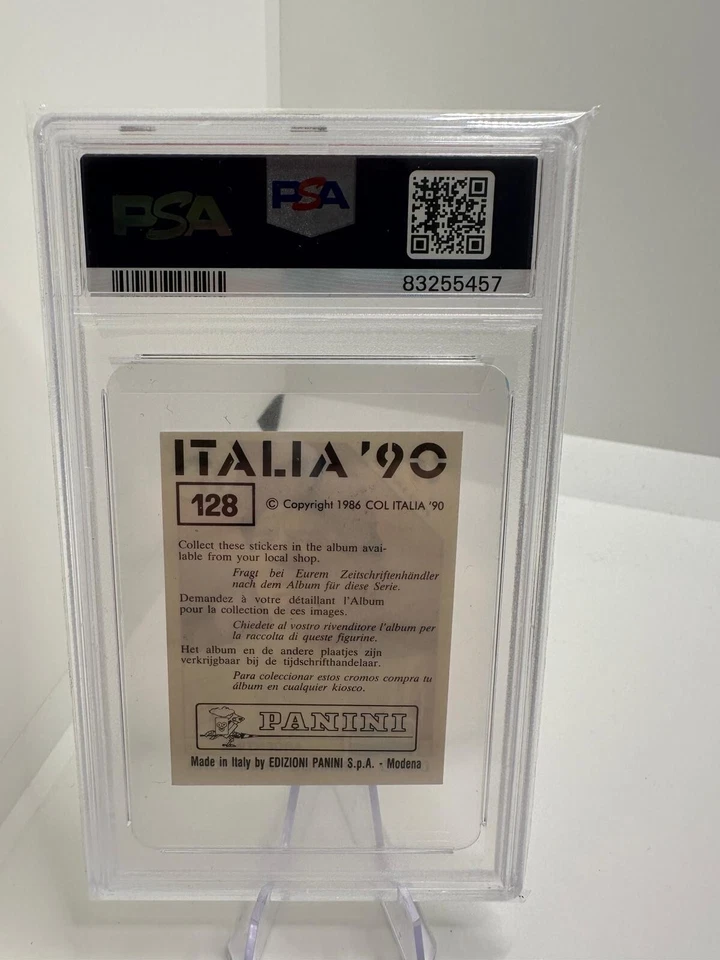 PSA
PSA
83255457
ITALIA '90
128 © Copyright 1986 COL ITALIA '90
Collect these stickers in the album avai-
lable from your local shop.
Fragt bei Eurem Zeitschriftenhändler
nach dem Album für diese Serie.
Demandez à votre détaillant l'Album
pour la collection de ces images.
Chiedete al vostro rivenditore l'album per
la raccolta di queste figurine.
Het album en de andere plaatjes zijn
verkrijgbaar bij de tijdschrifthandelaar.
Para coleccionar estos cromos compra tu
álbum en cualquier kiosco.
PANINI
Made in Italy by EDIZIONI PANINI S.p.A. - Modena